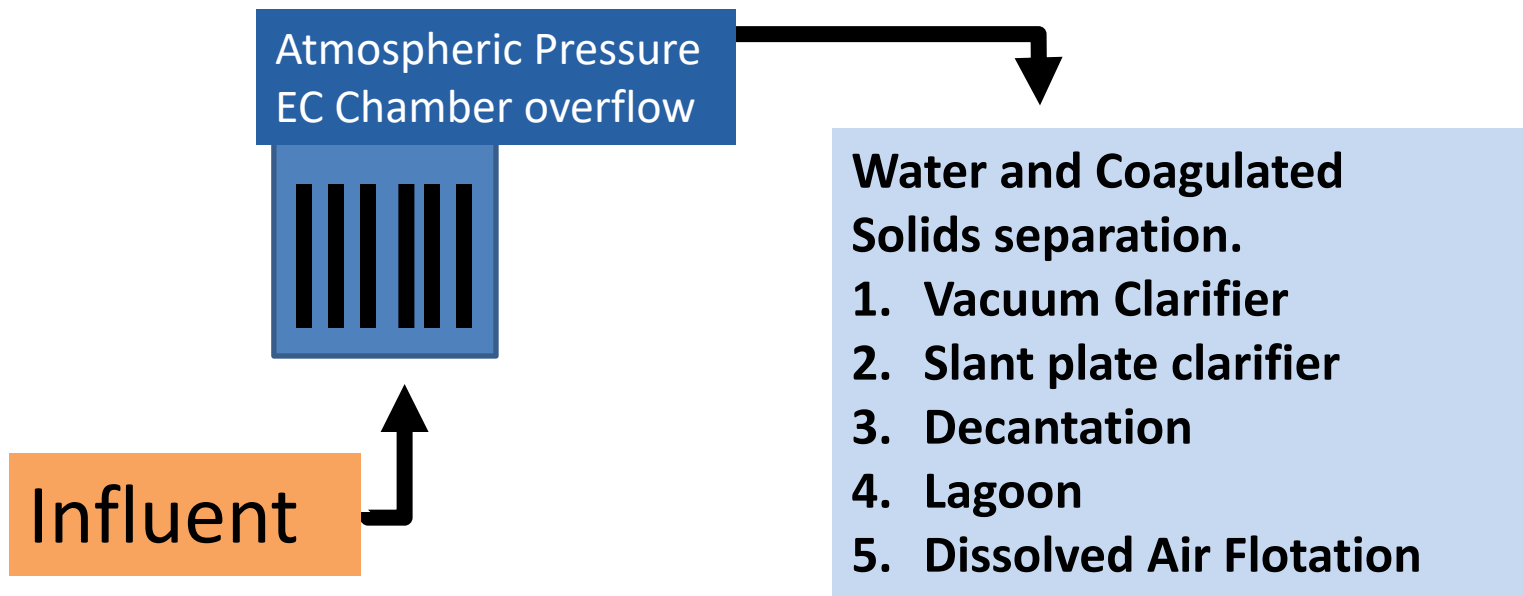 Atmospheric Pressure
EC Chamber overflow
Water and Coagulated
Solids separation.
1. Vacuum Clarifier
2. Slant plate clarifier
3. Decantation
4. Lagoon
5. Dissolved Air Flotation
Influent